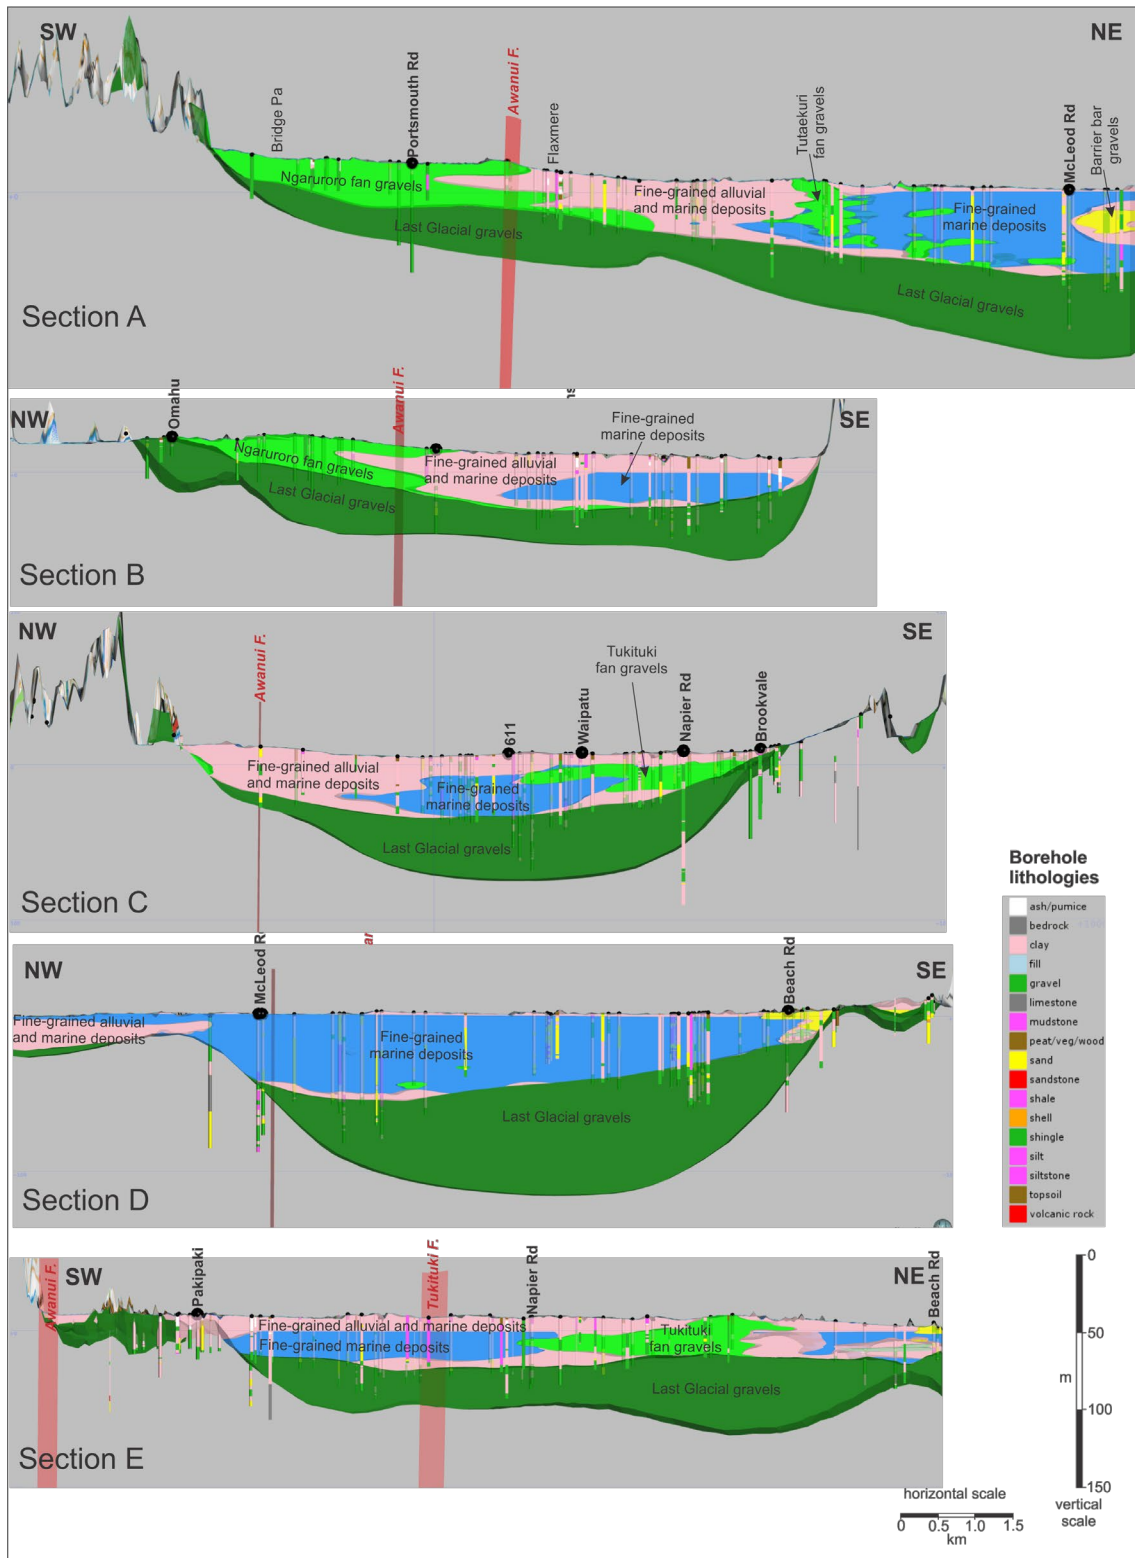 SW
NE
Bridge Pa
Portsmouth Rd
Awanui F.
Flaxmere
Tutaekuri
fan gravels
McLeod Rd
Barrier bar
gravels
Ngaruroro fan gravels
Fine-grained alluvial
and marine deposits
Fine-grained
marine deposits
Last Glacial gravels
Last Glacial gravels
Section A
NW
SE
Omahu
Awanui F.
Fine-grained
marine deposits
Ngaruroro fan gravels
Fine-grained alluvial
and marine deposits
Last Glacial gravels
Section B
NW
SE
Awanui F.
611
Waipatu
Tukituki
fan gravels
Napier Rd
Brookvale
Fine-grained alluvial
and marine deposits
Fine-grained
marine deposits
Last Glacial gravels
Section C
NW
SE
McLeod R
Beach Rd
Fine-grained alluvial
and marine deposits
Fine-grained
marine deposits
Last Glacial gravels
Section D
SW
NE
Awanui F.
Pakipaki
Tukituki F.
Napier Rd
Beach Rd
Fine-grained alluvial and marine deposits
Fine-grained marine deposits
Tukituki
fan gravels
Last Glacial gravels
Section E
Borehole
lithologies
ash/pumice
bedrock
clay
fill
gravel
limestone
mudstone
peat/veg/wood
sand
sandstone
shale
shell
shingle
silt
siltstone
topsoil
volcanic rock
0
50
m
100
150
vertical
scale
horizontal scale
0 0.5 1.0 1.5
km